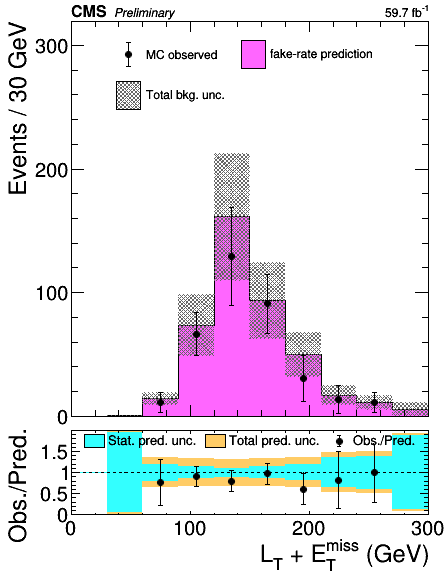 CMS Preliminary 59.7 fb⁻¹
Events / 30 GeV
300
200
100
0
MC observed
fake-rate prediction
Total bkg. unc.
Obs./Pred.
1.5
1
0.5
0
Stat. pred. unc.
Total pred. unc.
Obs./Pred.
0 100 200 300
L_T + E_T^miss (GeV)